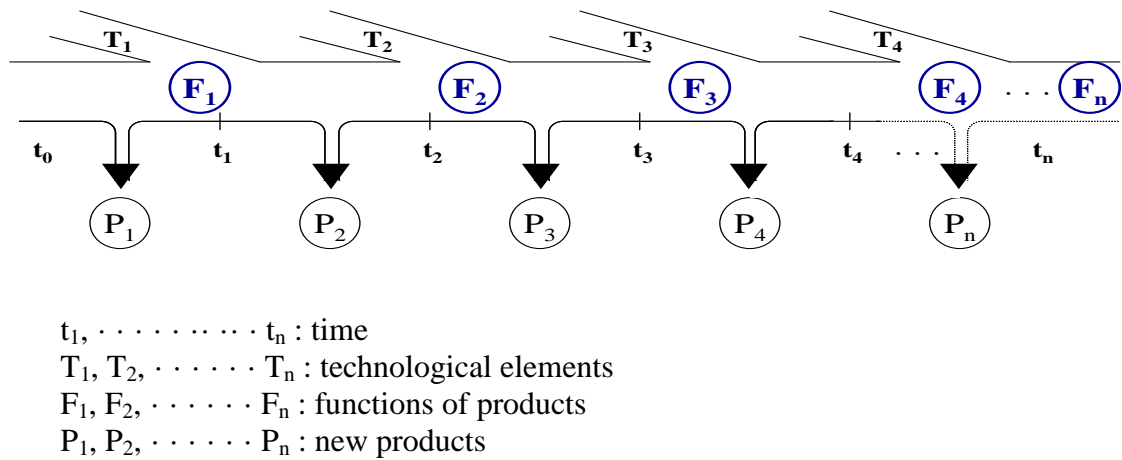 T₁ T₂ T₃ T₄
F₁ F₂ F₃ F₄ · · · Fₙ
t₀ t₁ t₂ t₃ t₄ · · · tₙ
P₁ P₂ P₃ P₄ Pₙ
t₁, · · · · · ·· ·· · · tₙ : time
T₁, T₂, · · · · · · Tₙ : technological elements
F₁, F₂, · · · · · · Fₙ : functions of products
P₁, P₂, · · · · · · Pₙ : new products